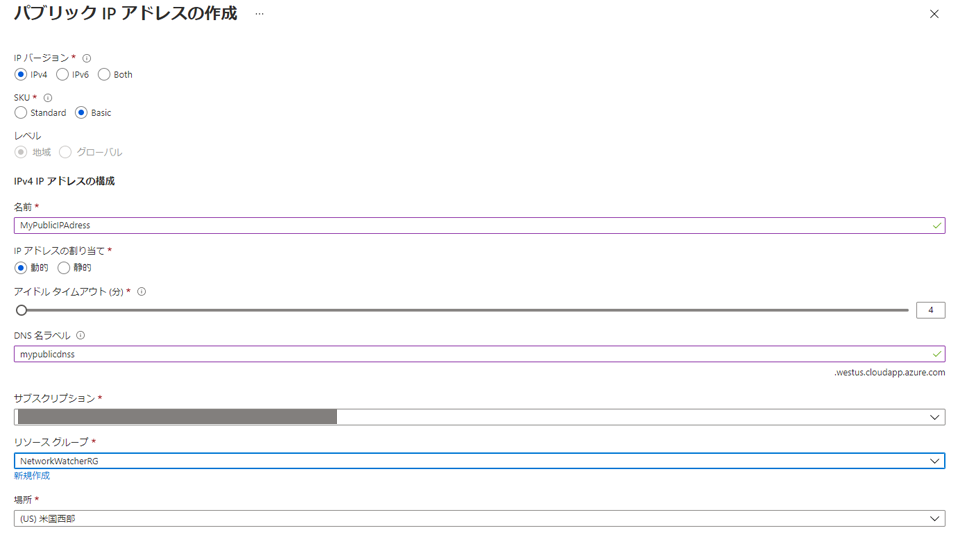 パブリック IP アドレスの作成 …
IP バージョン *
IPv4 IPv6 Both
SKU *
Standard Basic
レベル
地域 グローバル
IPv4 IP アドレスの構成
名前 *
MyPublicIPAdress
IP アドレスの割り当て *
動的 静的
アイドル タイムアウト (分) *
4
DNS 名ラベル
mypublicdnss
.westus.cloudapp.azure.com
サブスクリプション *
リソース グループ *
NetworkWatcherRG
新規作成
場所 *
(US) 米国西部